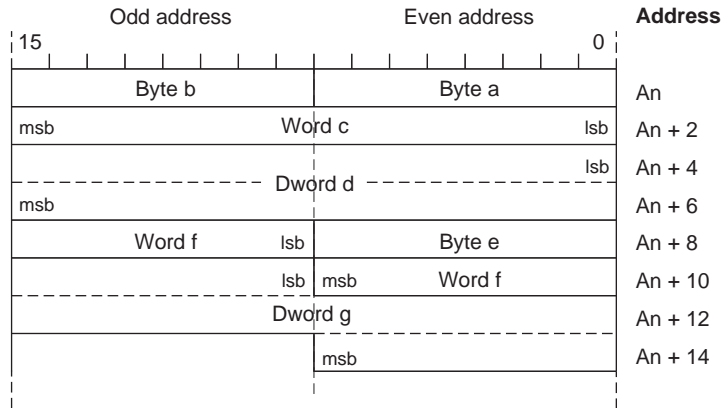 Odd address Even address Address
15 0
Byte b Byte a An
msb Word c lsb An + 2
lsb An + 4
Dword d
msb An + 6
Word f lsb Byte e An + 8
lsb msb Word f An + 10
Dword g An + 12
msb An + 14